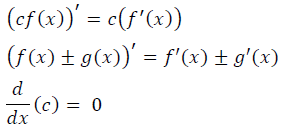 (cf(x))′ = c(f′(x))
(f(x) ± g(x))′ = f′(x) ± g′(x)
d/dx (c) = 0